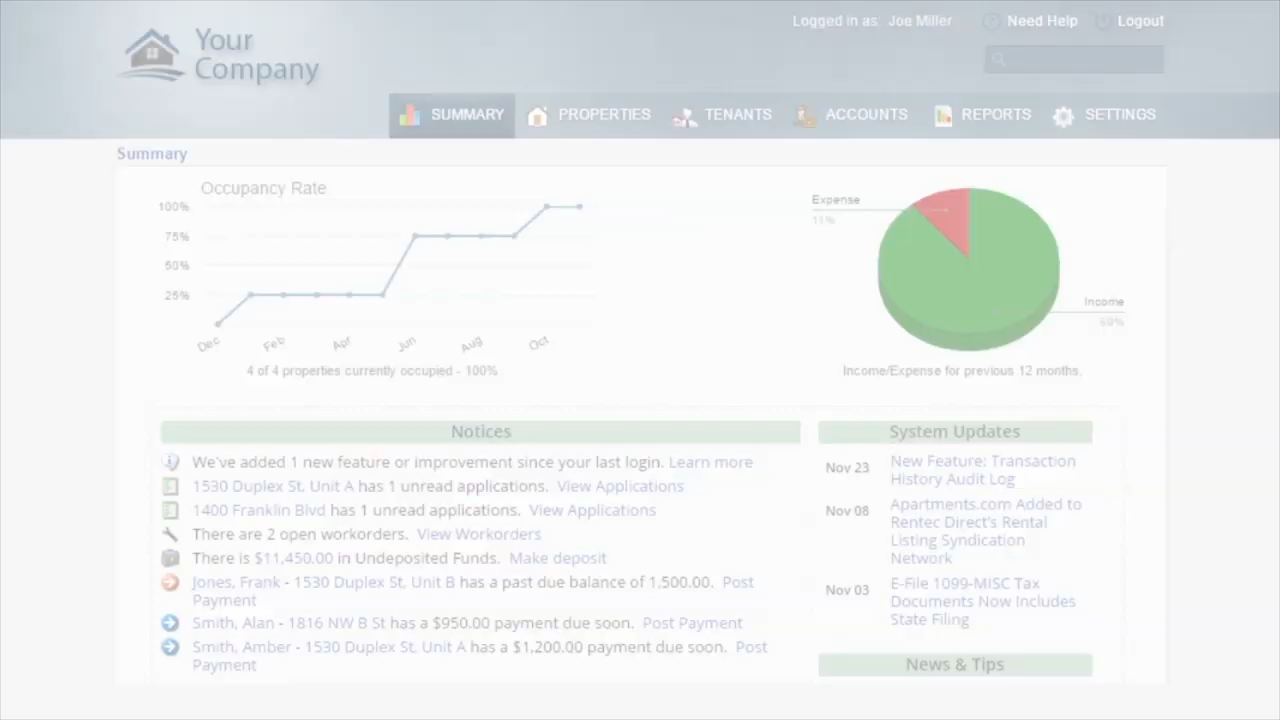 Your
Company
Logged in as: Joe Miller
Need Help
Logout
SUMMARY
PROPERTIES
TENANTS
ACCOUNTS
REPORTS
SETTINGS
Summary
Occupancy Rate
100%
75%
50%
25%
Dec
Feb
Apr
Jun
Aug
Oct
4 of 4 properties currently occupied - 100%
Expense
11%
Income
Income/Expense for previous 12 months.
Notices
We've added 1 new feature or improvement since your last login. Learn more
1530 Duplex St, Unit A has 1 unread applications. View Applications
1400 Franklin Blvd has 1 unread applications. View Applications
There are 2 open workorders. View Workorders
There is $11,450.00 in Undeposited Funds. Make deposit
Jones, Frank - 1530 Duplex St, Unit B has a past due balance of 1,500.00. Post
Payment
Smith, Alan - 1816 NW B St has a $950.00 payment due soon. Post Payment
Smith, Amber - 1530 Duplex St, Unit A has a $1,200.00 payment due soon. Post
Payment
System Updates
Nov 23
New Feature: Transaction
History Audit Log
Nov 08
Apartments.com Added to
Rentec Direct's Rental
Listing Syndication
Network
Nov 03
E-File 1099-MISC Tax
Documents Now Includes
State Filing
News & Tips